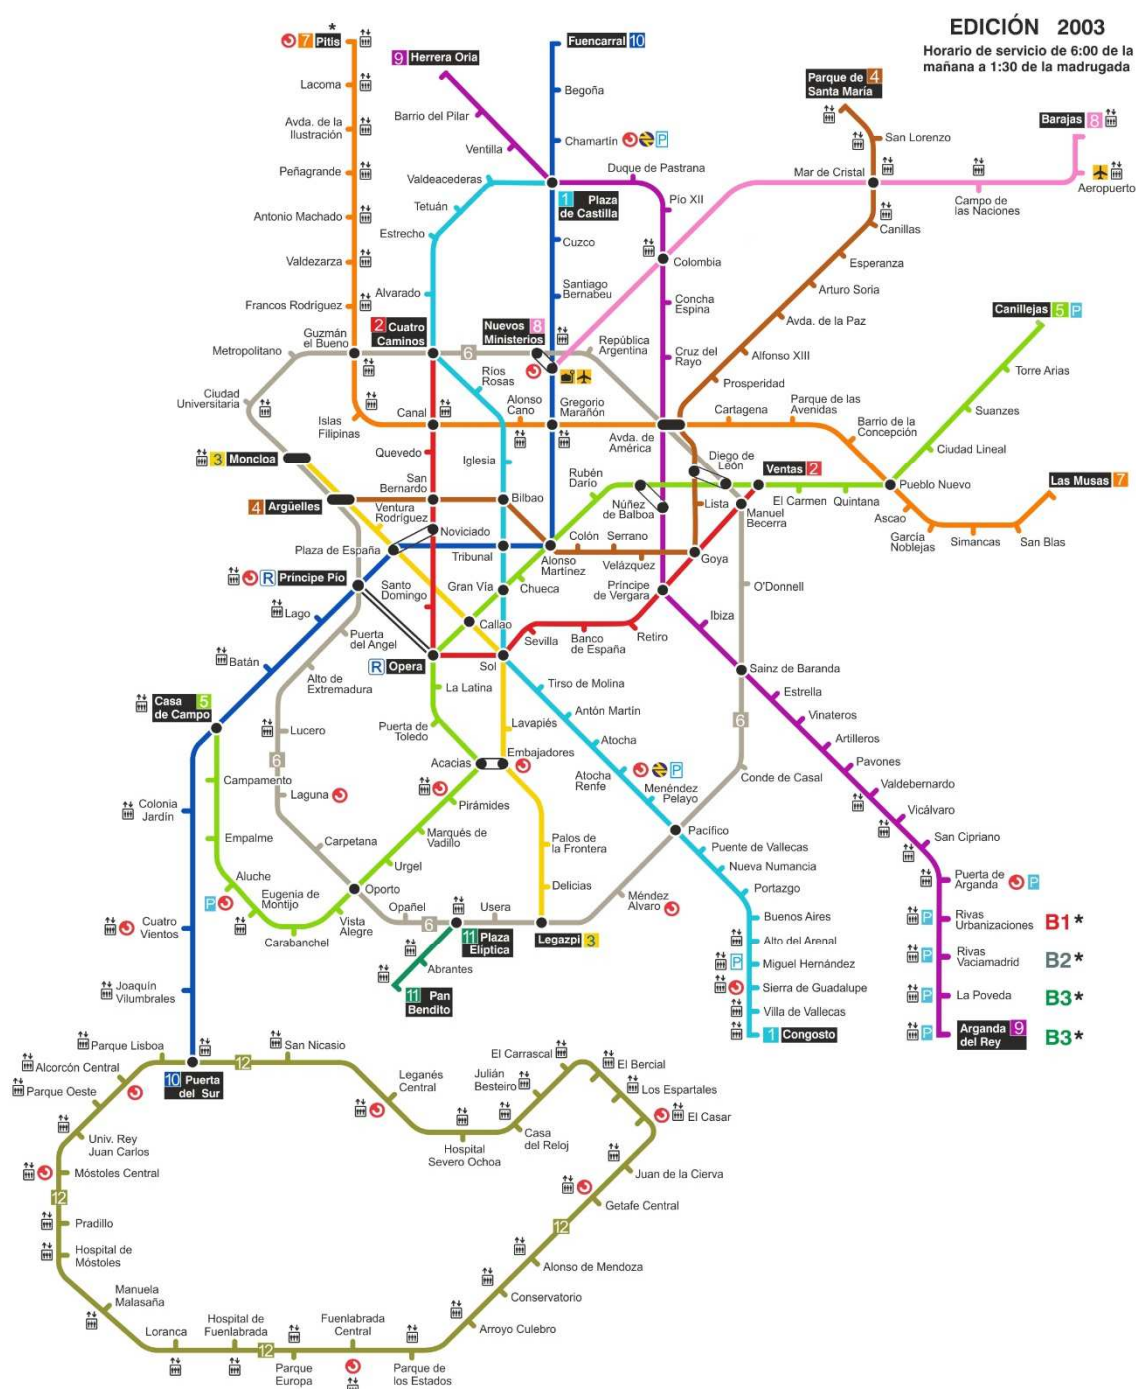 EDICIÓN 2003
Horario de servicio de 6:00 de la
mañana a 1:30 de la madrugada
*
7 Pitis
Lacoma
Avda. de la
Ilustración
Peñagrande
Antonio Machado
Valdezarza
Francos Rodríguez
Guzmán
el Bueno
Islas
Filipinas
9 Herrera Oria
Barrio del Pilar
Ventilla
Fuencarral 10
Begoña
Chamartín
P
1 Plaza
de Castilla
Cuzco
Santiago
Bernabeu
Nuevos 8
Ministerios
Gregorio
Marañón
Duque de Pastrana
Pío XII
Colombia
Concha
Espina
Cruz del
Rayo
Parque de 4
Santa María
San Lorenzo
Mar de Cristal
Canillas
Esperanza
Arturo Soria
Avda. de la Paz
Alfonso XIII
Prosperidad
Barajas 8
Aeropuerto
Campo de
las Naciones
Valdeacederas
Tetuán
Estrecho
Alvarado
2 Cuatro
Caminos
Ríos
Rosas
Iglesia
Metropolitano
6
República
Argentina
Ciudad
Universitaria
Canal
Alonso
Cano
Avda. de
América
Cartagena
Parque de las
Avenidas
Barrio de la
Concepción
Canillejas 5 P
Torre Arias
Suanzes
Ciudad Lineal
Pueblo Nuevo
Las Musas 7
Ascao
García
Noblejas
Simancas
San Blas
3 Moncloa
Quevedo
4 Argüelles
San
Bernardo
Ventura
Rodríguez
Noviciado
Bilbao
Rubén
Darío
Núñez
de Balboa
Diego de
León
Lista
Ventas 2
Manuel
Becerra
El Carmen
Quintana
Plaza de España
Tribunal
Alonso
Martínez
Colón
Serrano
Velázquez
Goya
R Príncipe Pío
Santo
Domingo
Gran Vía
Chueca
Callao
Príncipe
de Vergara
O'Donnell
Ibiza
Lago
Batán
Puerta
del Angel
Alto de
Extremadura
Lucero
6
Laguna
Carpetana
R Opera
Sol
Sevilla
Banco
de España
Retiro
Sainz de Baranda
6
Conde de Casal
La Latina
Puerta de
Toledo
Acacias
Embajadores
Lavapiés
Pirámides
Marqués de
Vadillo
Urgel
Oporto
Vista
Alegre
Carabanchel
Eugenia de
Montijo
Aluche
P
Empalme
Campamento
Casa 5
de Campo
Colonia
Jardín
Cuatro
Vientos
Joaquín
Vilumbrales
10 Puerta
del Sur
Palos de
la Frontera
Delicias
Legazpi 3
Opañel
6
Usera
11 Plaza
Elíptica
Abrantes
11 Pan
Bendito
Méndez
Alvaro
Tirso de Molina
Antón Martín
Atocha
Atocha
Renfe
P
Menéndez
Pelayo
Pacífico
Puente de Vallecas
Nueva Numancia
Portazgo
Buenos Aires
Alto del Arenal
P Miguel Hernández
Sierra de Guadalupe
Villa de Vallecas
1 Congosto
Estrella
Vinateros
Artilleros
Pavones
Valdebernardo
Vicálvaro
San Cipriano
Puerta de
Arganda P
P Rivas
Urbanizaciones B1*
P Rivas
Vaciamadrid B2*
P La Poveda B3*
P Arganda 9
del Rey B3*
12
San Nicasio
Leganés
Central
Hospital
Severo Ochoa
Casa
del Reloj
Julián
Besteiro
El Carrascal
El Bercial
Los Espartales
El Casar
Juan de la Cierva
Getafe Central
12
Alonso de Mendoza
Conservatorio
Arroyo Culebro
Parque de
los Estados
Fuenlabrada
Central
Parque
Europa
12
Hospital de
Fuenlabrada
Loranca
Manuela
Malasaña
Hospital de
Móstoles
Pradillo
12
Móstoles Central
Univ. Rey
Juan Carlos
Parque Oeste
Alcorcón Central
Parque Lisboa